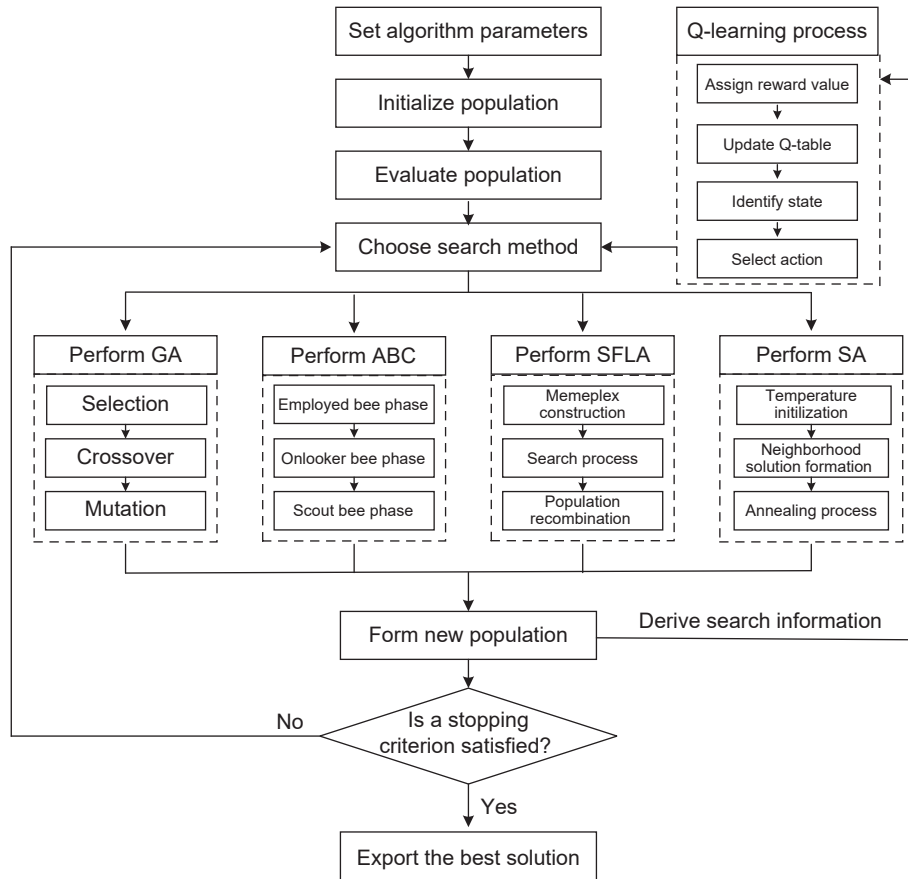 Set algorithm parameters
Initialize population
Evaluate population
Choose search method
Q-learning process
Assign reward value
Update Q-table
Identify state
Select action
Perform GA
Selection
Crossover
Mutation
Perform ABC
Employed bee phase
Onlooker bee phase
Scout bee phase
Perform SFLA
Memeplex
construction
Search process
Population
recombination
Perform SA
Temperature
initilization
Neighborhood
solution formation
Annealing process
Form new population
Derive search information
Is a stopping
criterion satisfied?
No
Yes
Export the best solution